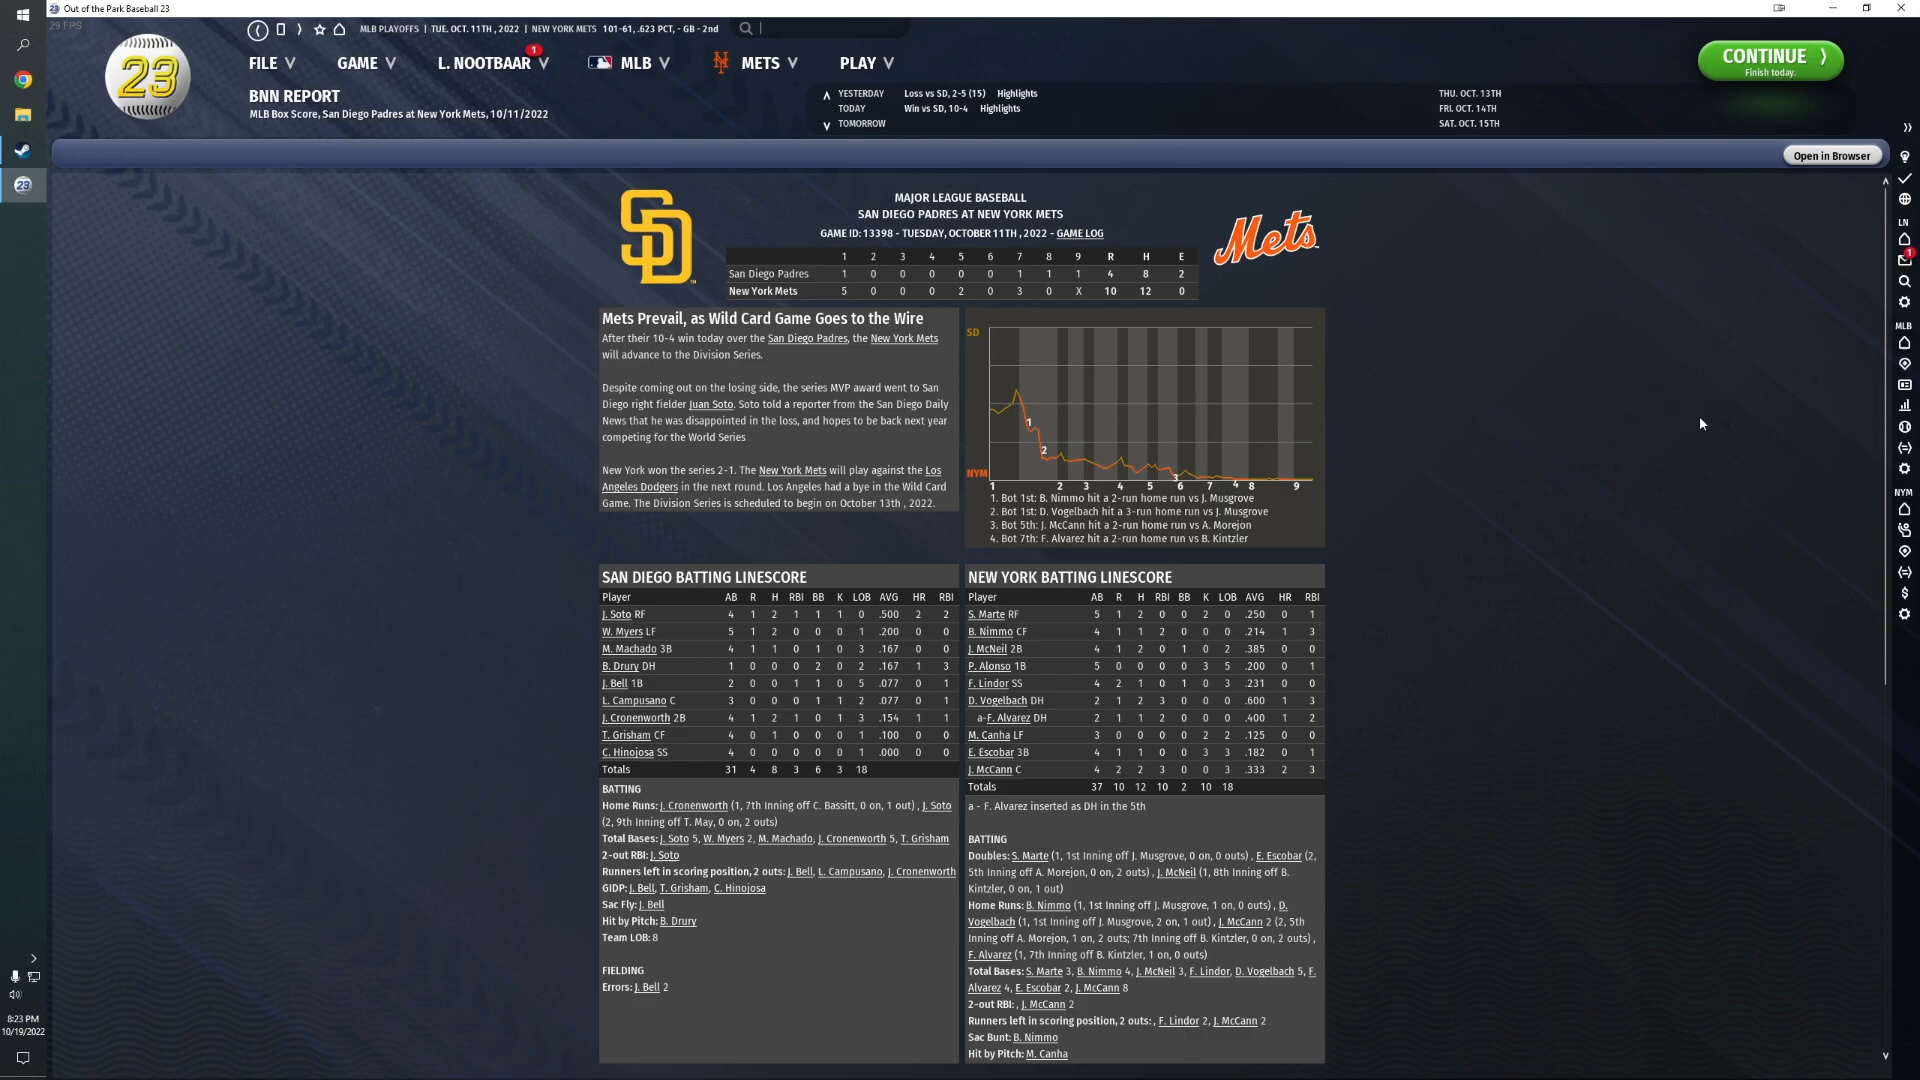 Out of the Park Baseball 23
29 FPS
MLB PLAYOFFS | TUE. OCT. 11TH , 2022 | NEW YORK METS 101-61, .623 PCT, - GB - 2nd
23
FILE GAME L. NOOTBAAR 1 MLB METS PLAY
CONTINUE
Finish today.
BNN REPORT
MLB Box Score, San Diego Padres at New York Mets, 10/11/2022
YESTERDAY Loss vs SD, 2-5 (15) Highlights THU. OCT. 13TH
TODAY Win vs SD, 10-4 Highlights FRI. OCT. 14TH
TOMORROW SAT. OCT. 15TH
Open in Browser
SD
MAJOR LEAGUE BASEBALL
SAN DIEGO PADRES AT NEW YORK METS
GAME ID: 13398 - TUESDAY, OCTOBER 11TH , 2022 - GAME LOG
Mets
1 2 3 4 5 6 7 8 9 R H E
San Diego Padres 1 0 0 0 0 0 1 1 1 4 8 2
New York Mets 5 0 0 0 2 0 3 0 X 10 12 0
Mets Prevail, as Wild Card Game Goes to the Wire
After their 10-4 win today over the San Diego Padres, the New York Mets
will advance to the Division Series.
Despite coming out on the losing side, the series MVP award went to San
Diego right fielder Juan Soto. Soto told a reporter from the San Diego Daily
News that he was disappointed in the loss, and hopes to be back next year
competing for the World Series
New York won the series 2-1. The New York Mets will play against the Los
Angeles Dodgers in the next round. Los Angeles had a bye in the Wild Card
Game. The Division Series is scheduled to begin on October 13th , 2022.
SD
1
2
3
4
NYM
1 2 3 4 5 6 7 8 9
1. Bot 1st: B. Nimmo hit a 2-run home run vs J. Musgrove
2. Bot 1st: D. Vogelbach hit a 3-run home run vs J. Musgrove
3. Bot 5th: J. McCann hit a 2-run home run vs A. Morejon
4. Bot 7th: F. Alvarez hit a 2-run home run vs B. Kintzler
SAN DIEGO BATTING LINESCORE
Player AB R H RBI BB K LOB AVG HR RBI
J. Soto RF 4 1 2 1 1 1 0 .500 2 2
W. Myers LF 5 1 2 0 0 0 1 .200 0 0
M. Machado 3B 4 1 1 0 1 0 3 .167 0 0
B. Drury DH 1 0 0 0 2 0 2 .167 1 3
J. Bell 1B 2 0 0 1 1 0 5 .077 0 1
L. Campusano C 3 0 0 0 1 1 2 .077 0 1
J. Cronenworth 2B 4 1 2 1 0 1 3 .154 1 1
T. Grisham CF 4 0 1 0 0 0 1 .100 0 0
C. Hinojosa SS 4 0 0 0 0 0 1 .000 0 0
Totals 31 4 8 3 6 3 18
BATTING
Home Runs: J. Cronenworth (1, 7th Inning off C. Bassitt, 0 on, 1 out) , J. Soto
(2, 9th Inning off T. May, 0 on, 2 outs)
Total Bases: J. Soto 5, W. Myers 2, M. Machado, J. Cronenworth 5, T. Grisham
2-out RBI: J. Soto
Runners left in scoring position, 2 outs: J. Bell, L. Campusano, J. Cronenworth
GIDP: J. Bell, T. Grisham, C. Hinojosa
Sac Fly: J. Bell
Hit by Pitch: B. Drury
Team LOB: 8
FIELDING
Errors: J. Bell 2
NEW YORK BATTING LINESCORE
Player AB R H RBI BB K LOB AVG HR RBI
S. Marte RF 5 1 2 0 0 2 0 .250 0 1
B. Nimmo CF 4 1 1 2 0 0 0 .214 1 3
J. McNeil 2B 4 1 2 0 1 0 2 .385 0 0
P. Alonso 1B 5 0 0 0 0 3 5 .200 0 1
F. Lindor SS 4 2 1 0 1 0 3 .231 0 0
D. Vogelbach DH 2 1 2 3 0 0 0 .600 1 3
a-F. Alvarez DH 2 1 1 2 0 0 0 .400 1 2
M. Canha LF 3 0 0 0 0 2 2 .125 0 0
E. Escobar 3B 4 1 1 0 0 3 3 .182 0 1
J. McCann C 4 2 2 3 0 0 3 .333 2 3
Totals 37 10 12 10 2 10 18
a - F. Alvarez inserted as DH in the 5th
BATTING
Doubles: S. Marte (1, 1st Inning off J. Musgrove, 0 on, 0 outs) , E. Escobar (2,
5th Inning off A. Morejon, 0 on, 2 outs) , J. McNeil (1, 8th Inning off B.
Kintzler, 0 on, 1 out)
Home Runs: B. Nimmo (1, 1st Inning off J. Musgrove, 1 on, 0 outs) , D.
Vogelbach (1, 1st Inning off J. Musgrove, 2 on, 1 out) , J. McCann 2 (2, 5th
Inning off A. Morejon, 1 on, 2 outs; 7th Inning off B. Kintzler, 0 on, 2 outs) ,
F. Alvarez (1, 7th Inning off B. Kintzler, 1 on, 0 outs)
Total Bases: S. Marte 3, B. Nimmo 4, J. McNeil 3, F. Lindor, D. Vogelbach 5, F.
Alvarez 4, E. Escobar 2, J. McCann 8
2-out RBI: , J. McCann 2
Runners left in scoring position, 2 outs: , F. Lindor 2, J. McCann 2
Sac Bunt: B. Nimmo
Hit by Pitch: M. Canha
LN
1
MLB
NYM
23
8:23 PM
10/19/2022